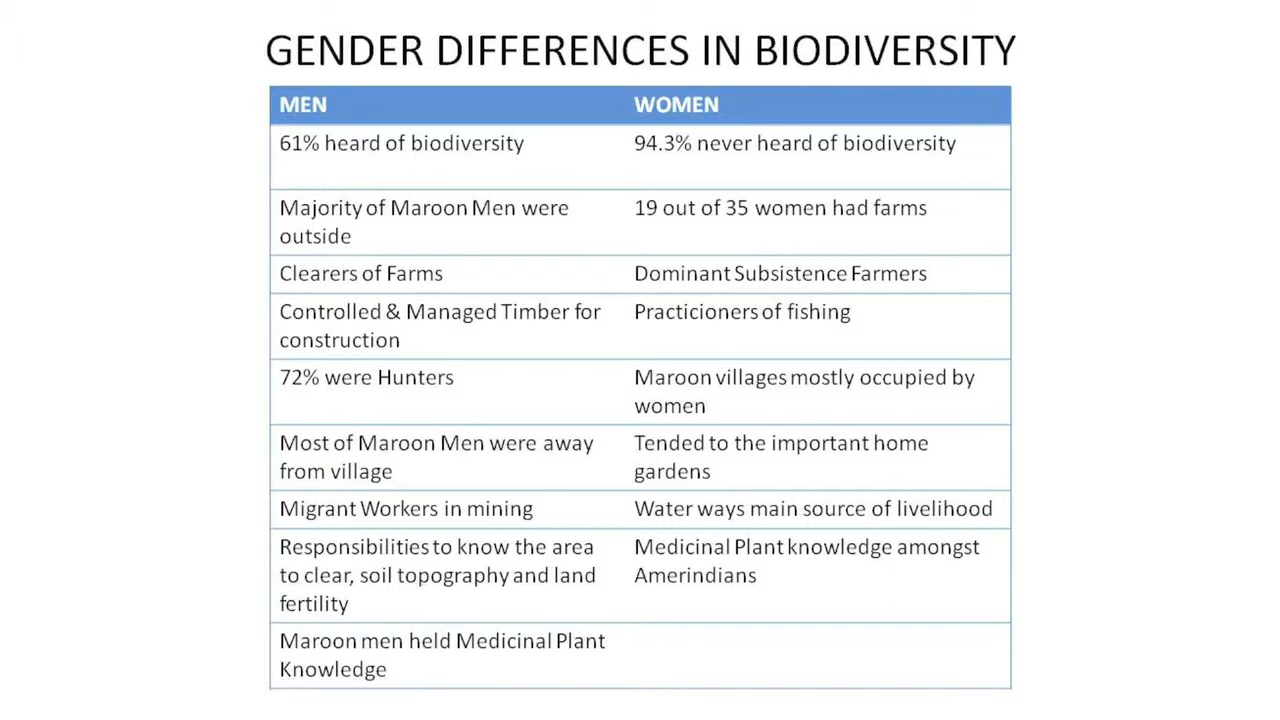 GENDER DIFFERENCES IN BIODIVERSITY
MEN
WOMEN
61% heard of biodiversity
94.3% never heard of biodiversity
Majority of Maroon Men were
outside
19 out of 35 women had farms
Clearers of Farms
Dominant Subsistence Farmers
Controlled & Managed Timber for
construction
Practicioners of fishing
72% were Hunters
Maroon villages mostly occupied by
women
Most of Maroon Men were away
from village
Tended to the important home
gardens
Migrant Workers in mining
Water ways main source of livelihood
Responsibilities to know the area
to clear, soil topography and land
fertility
Medicinal Plant knowledge amongst
Amerindians
Maroon men held Medicinal Plant
Knowledge